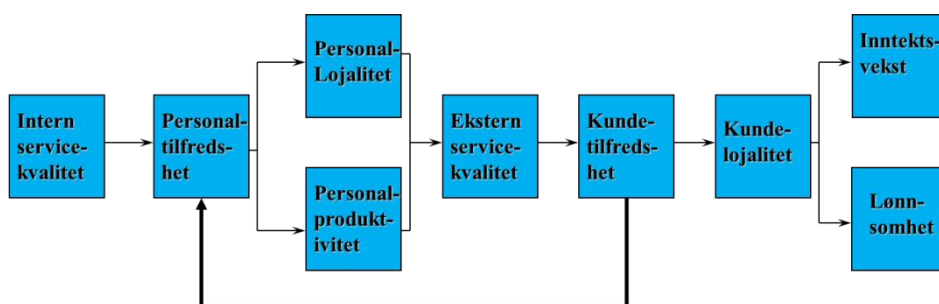 Intern
service-
kvalitet
Personal-
tilfreds-
het
Personal-
Lojalitet
Personal-
produkt-
ivitet
Ekstern
service-
kvalitet
Kunde-
tilfreds-
het
Kunde-
lojalitet
Inntekts-
vekst
Lønn-
somhet